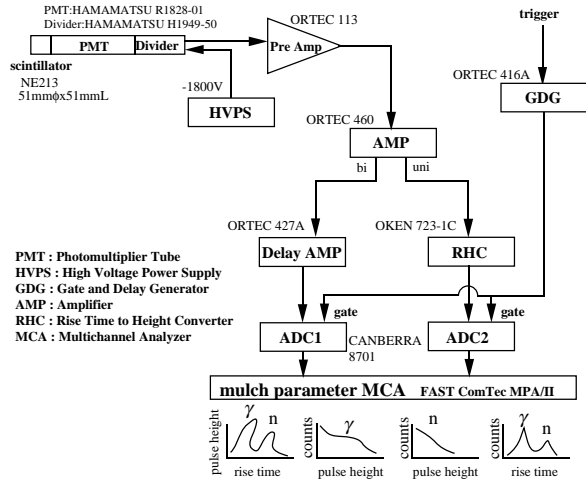 PMT:HAMAMATSU R1828-01
Divider:HAMAMATSU H1949-50
ORTEC 113
trigger
PMT
Divider
Pre Amp
scintillator
NE213
51mmφx51mmL
-1800V
HVPS
ORTEC 416A
GDG
ORTEC 460
AMP
bi
uni
ORTEC 427A
OKEN 723-1C
Delay AMP
RHC
PMT : Photomultiplier Tube
HVPS : High Voltage Power Supply
GDG : Gate and Delay Generator
AMP : Amplifier
RHC : Rise Time to Height Converter
MCA : Multichannel Analyzer
gate
gate
ADC1
CANBERRA
8701
ADC2
mulch parameter MCA FAST ComTec MPA/II
pulse height
γ
n
rise time
counts
γ
pulse height
counts
n
pulse height
counts
γ
n
rise time